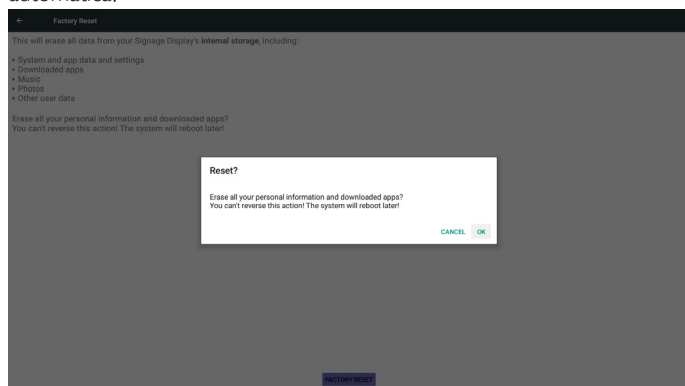 Factory Reset
This will erase all data from your Signage Display's internal storage, including:
• System and app data and settings
• Downloaded apps
• Music
• Photos
• Other user data
Erase all your personal information and downloaded apps?
You can't reverse this action! The system will reboot later!
Reset?
Erase all your personal information and downloaded apps?
You can't reverse this action! The system will reboot later!
CANCEL OK
FACTORY RESET